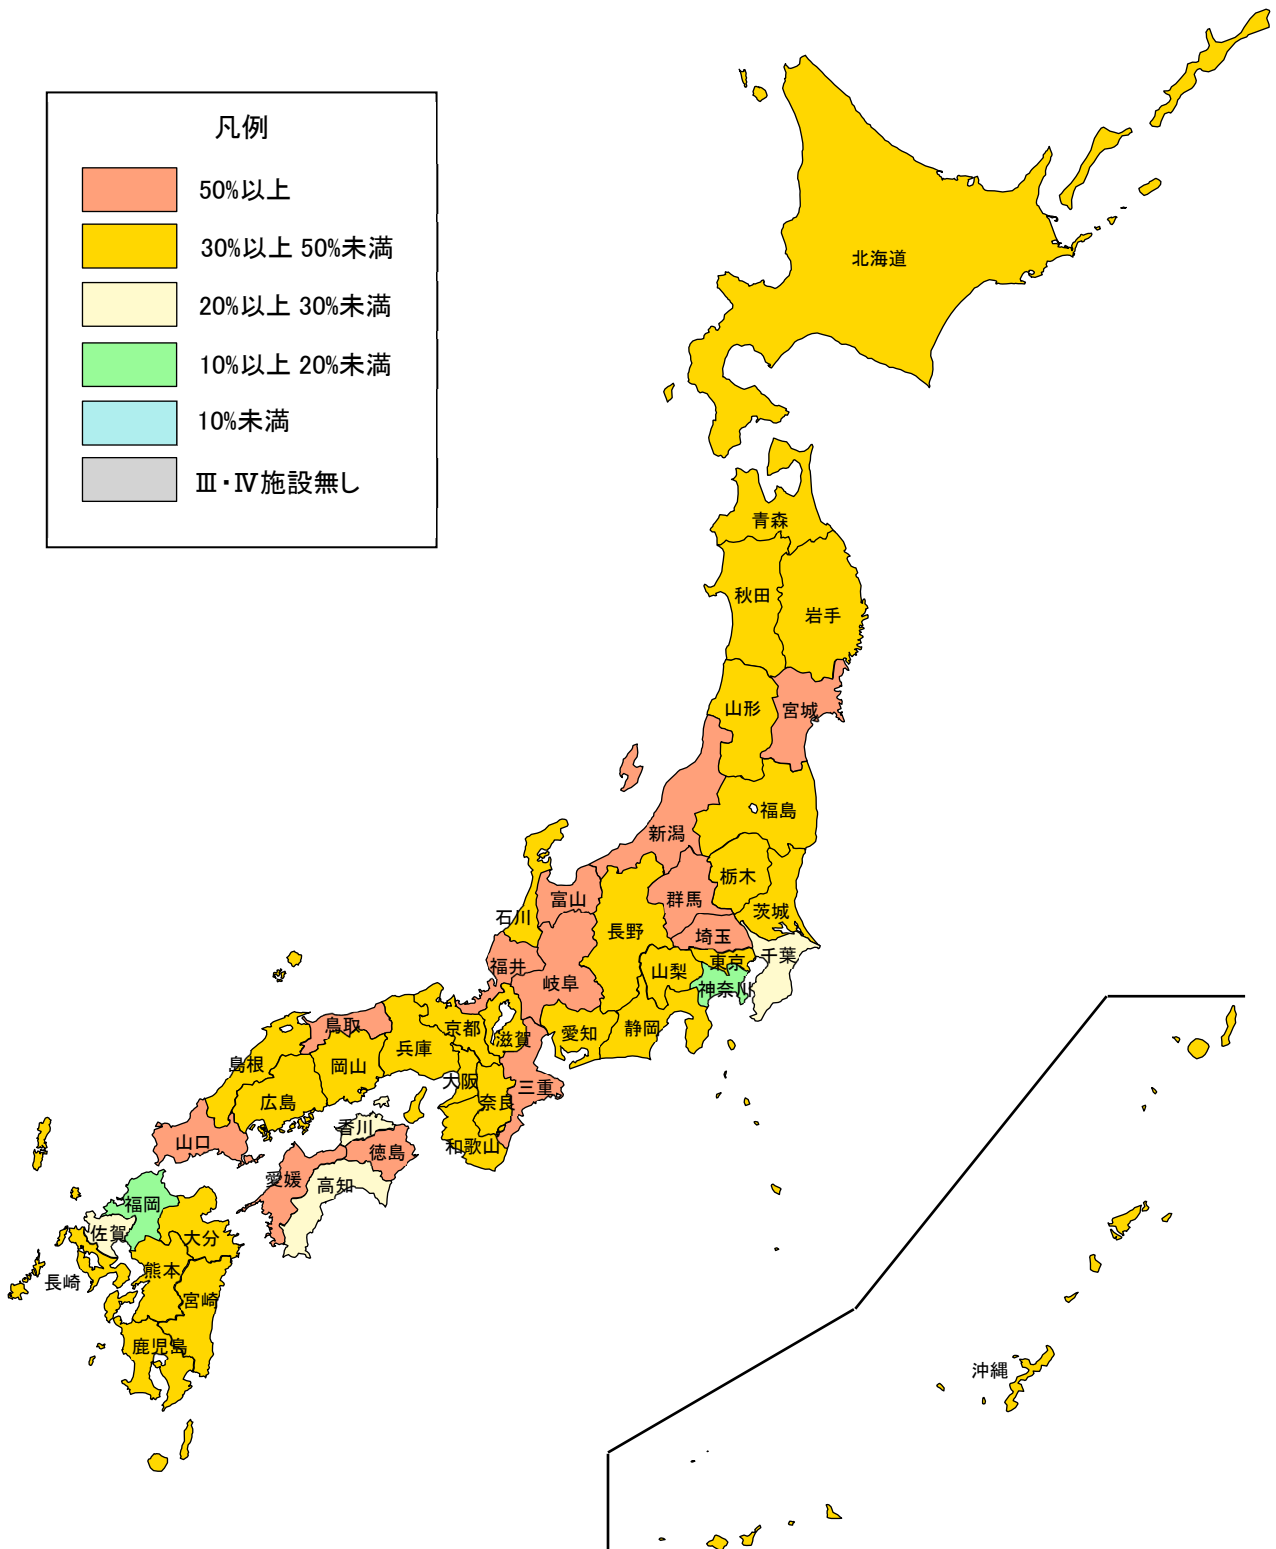 凡例
50%以上
30%以上 50%未満
20%以上 30%未満
10%以上 20%未満
10%未満
Ⅲ・Ⅳ施設無し
北海道
青森
秋田
岩手
山形
宮城
福島
新潟
栃木
群馬
茨城
富山
石川
長野
埼玉
千葉
東京
福井
岐阜
山梨
神奈川
鳥取
京都
滋賀
愛知
静岡
兵庫
島根
岡山
大阪
三重
広島
奈良
香川
山口
徳島
和歌山
愛媛
高知
福岡
佐賀
大分
熊本
長崎
宮崎
鹿児島
沖縄